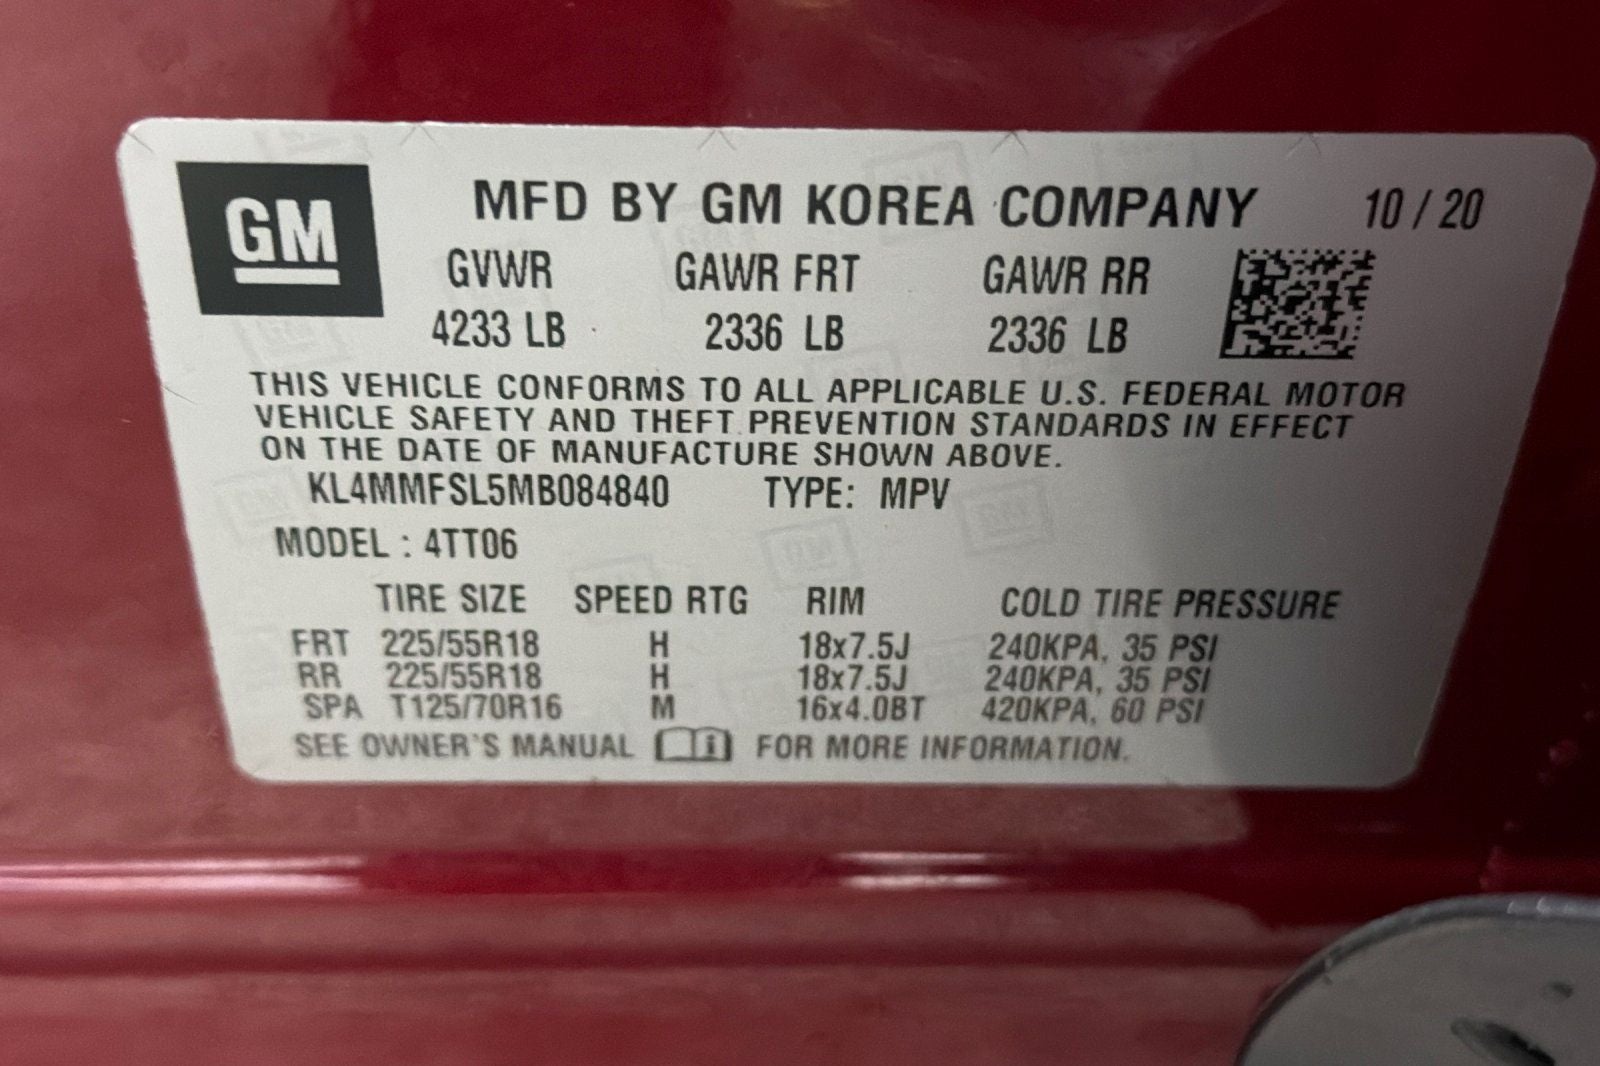 GM
MFD BY GM KOREA COMPANY 10 / 20
GVWR GAWR FRT GAWR RR
4233 LB 2336 LB 2336 LB
THIS VEHICLE CONFORMS TO ALL APPLICABLE U.S. FEDERAL MOTOR
VEHICLE SAFETY AND THEFT PREVENTION STANDARDS IN EFFECT
ON THE DATE OF MANUFACTURE SHOWN ABOVE.
KL4MMFSL5MB084840 TYPE: MPV
MODEL : 4TT06
TIRE SIZE SPEED RTG RIM COLD TIRE PRESSURE
FRT 225/55R18 H 18x7.5J 240KPA, 35 PSI
RR 225/55R18 H 18x7.5J 240KPA, 35 PSI
SPA T125/70R16 M 16x4.0BT 420KPA, 60 PSI
SEE OWNER'S MANUAL i FOR MORE INFORMATION.